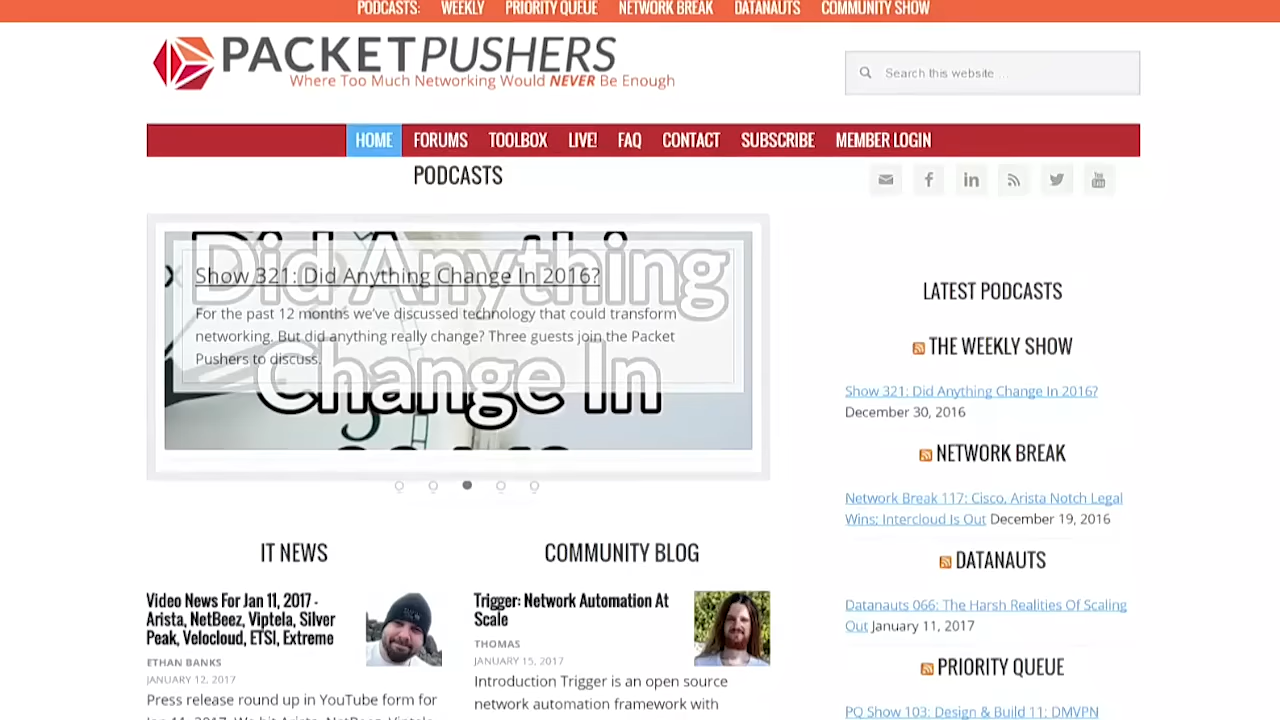 PODCASTS: WEEKLY PRIORITY QUEUE NETWORK BREAK DATANAUTS COMMUNITY SHOW
PACKETPUSHERS
Where Too Much Networking Would NEVER Be Enough
Search this website ...
HOME FORUMS TOOLBOX LIVE! FAQ CONTACT SUBSCRIBE MEMBER LOGIN
PODCASTS
Did Anything
Change In
Show 321: Did Anything Change In 2016?
For the past 12 months we've discussed technology that could transform
networking. But did anything really change? Three guests join the Packet
Pushers to discuss.
IT NEWS
Video News For Jan 11, 2017 -
Arista, NetBeez, Viptela, Silver
Peak, Velocloud, ETSI, Extreme
ETHAN BANKS
JANUARY 12, 2017
Press release round up in YouTube form for
COMMUNITY BLOG
Trigger: Network Automation At
Scale
THOMAS
JANUARY 15, 2017
Introduction Trigger is an open source
network automation framework with
LATEST PODCASTS
THE WEEKLY SHOW
Show 321: Did Anything Change In 2016?
December 30, 2016
NETWORK BREAK
Network Break 117: Cisco, Arista Notch Legal
Wins; Intercloud Is Out December 19, 2016
DATANAUTS
Datanauts 066: The Harsh Realities Of Scaling
Out January 11, 2017
PRIORITY QUEUE
PQ Show 103: Design & Build 11: DMVPN